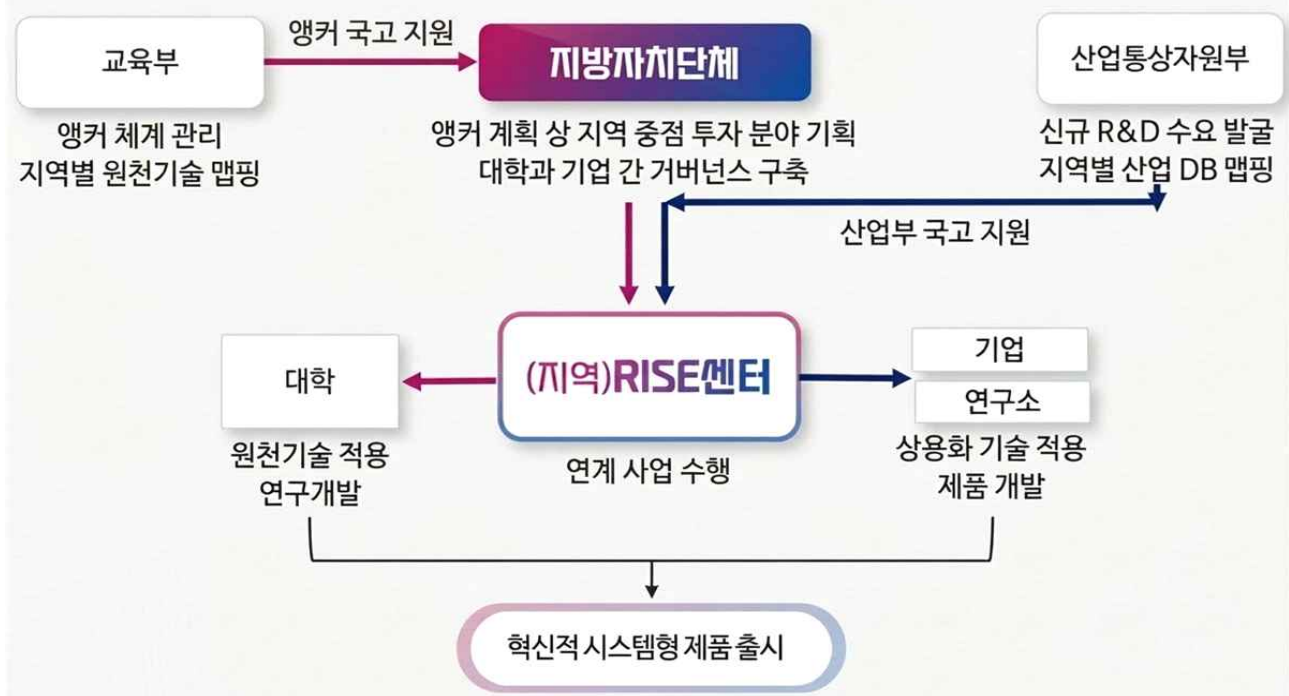 교육부
앵커 국고 지원
지방자치단체
산업통상자원부
앵커 체계 관리
지역별 원천기술 맵핑
앵커 계획 상 지역 중점 투자 분야 기획
대학과 기업 간 거버넌스 구축
신규 R&D 수요 발굴
지역별 산업 DB 맵핑
산업부 국고 지원
대학
원천기술 적용
연구개발
(지역)RISE센터
연계 사업 수행
기업
연구소
상용화 기술 적용
제품 개발
혁신적 시스템형 제품 출시